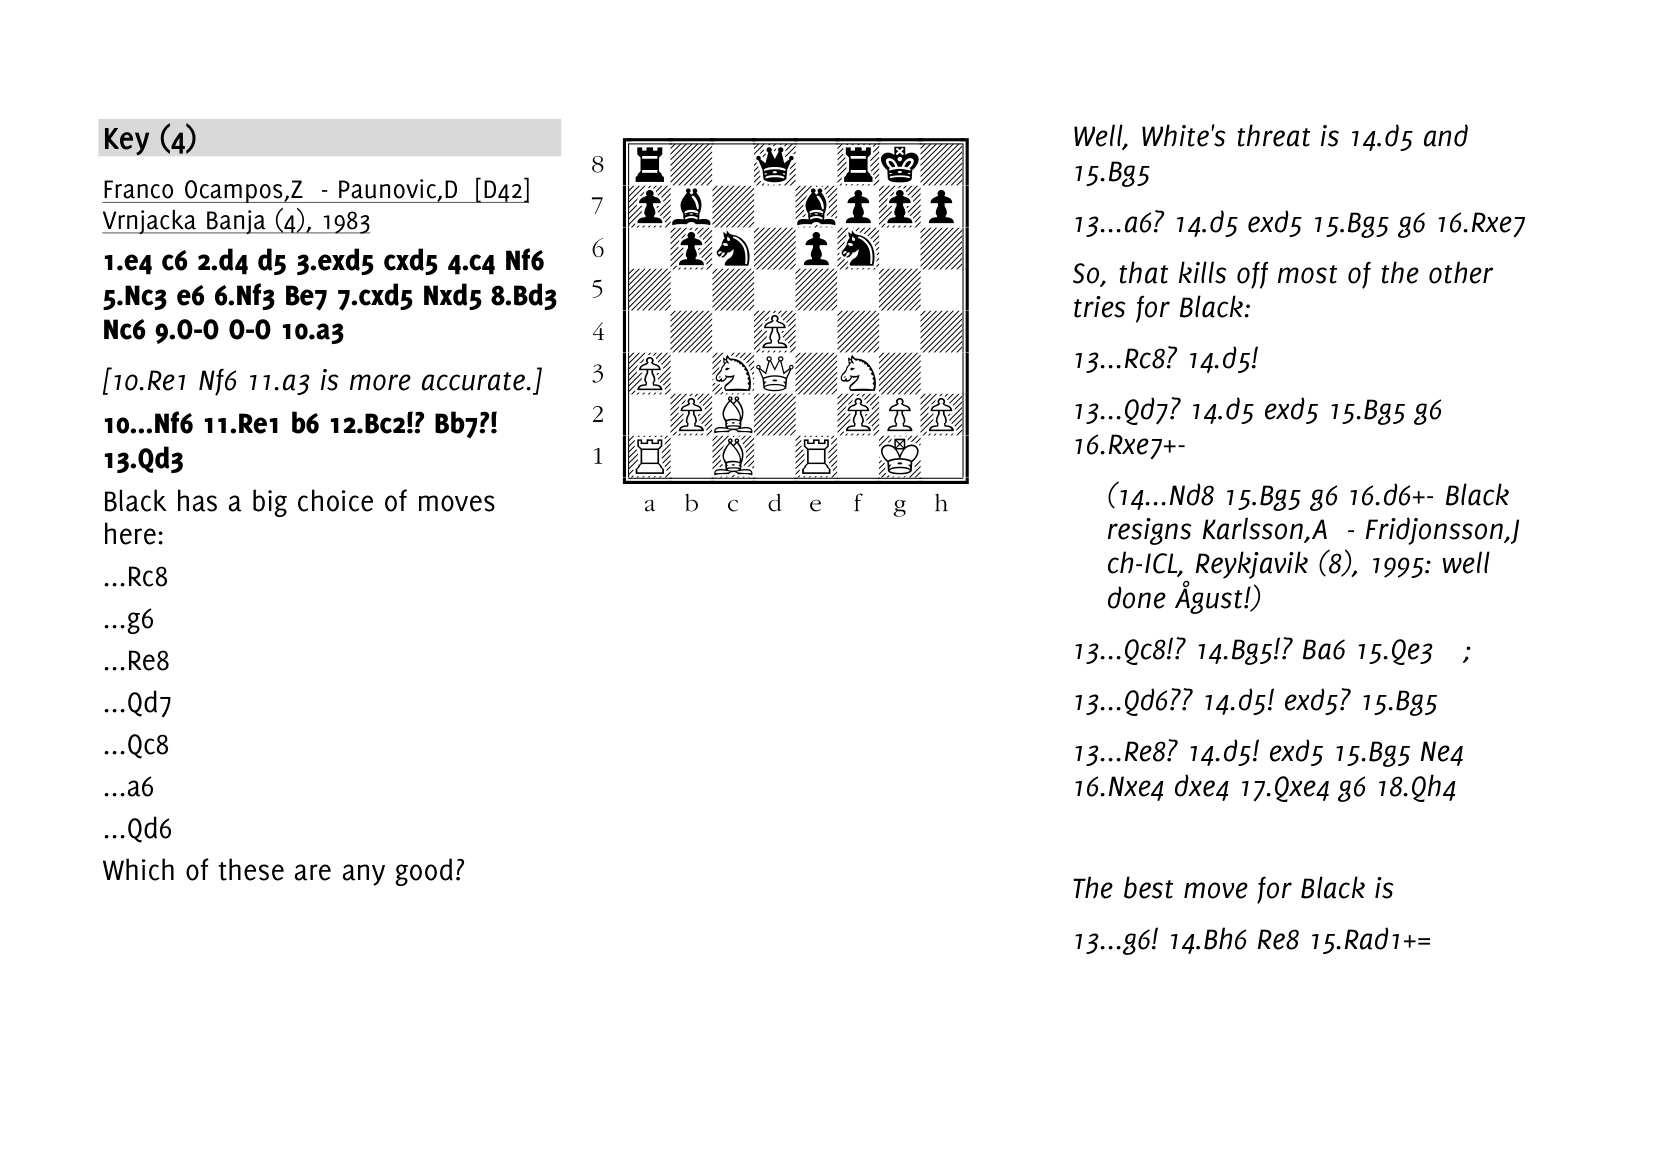 Key (4)
Franco Ocampos,Z  - Paunovic,D  [D42]
Vrnjacka Banja (4), 1983
1.e4 c6 2.d4 d5 3.exd5 cxd5 4.c4 Nf6
5.Nc3 e6 6.Nf3 Be7 7.cxd5 Nxd5 8.Bd3
Nc6 9.0-0 0-0 10.a3
[10.Re1 Nf6 11.a3 is more accurate.]
10...Nf6 11.Re1 b6 12.Bc2!? Bb7?!
13.Qd3
Black has a big choice of moves
here:
...Rc8
...g6
...Re8
...Qd7
...Qc8
...a6
...Qd6
Which of these are any good?
8
7
6
5
4
3
2
1
a b c d e f g h
Well, White's threat is 14.d5 and
15.Bg5
13...a6? 14.d5 exd5 15.Bg5 g6 16.Rxe7
So, that kills off most of the other
tries for Black:
13...Rc8? 14.d5!
13...Qd7? 14.d5 exd5 15.Bg5 g6
16.Rxe7+-
(14...Nd8 15.Bg5 g6 16.d6+- Black
resigns Karlsson,A  - Fridjonsson,J
ch-ICL, Reykjavik (8), 1995: well
done Ågust!)
13...Qc8!? 14.Bg5!? Ba6 15.Qe3   ;
13...Qd6?? 14.d5! exd5? 15.Bg5
13...Re8? 14.d5! exd5 15.Bg5 Ne4
16.Nxe4 dxe4 17.Qxe4 g6 18.Qh4
The best move for Black is
13...g6! 14.Bh6 Re8 15.Rad1+=